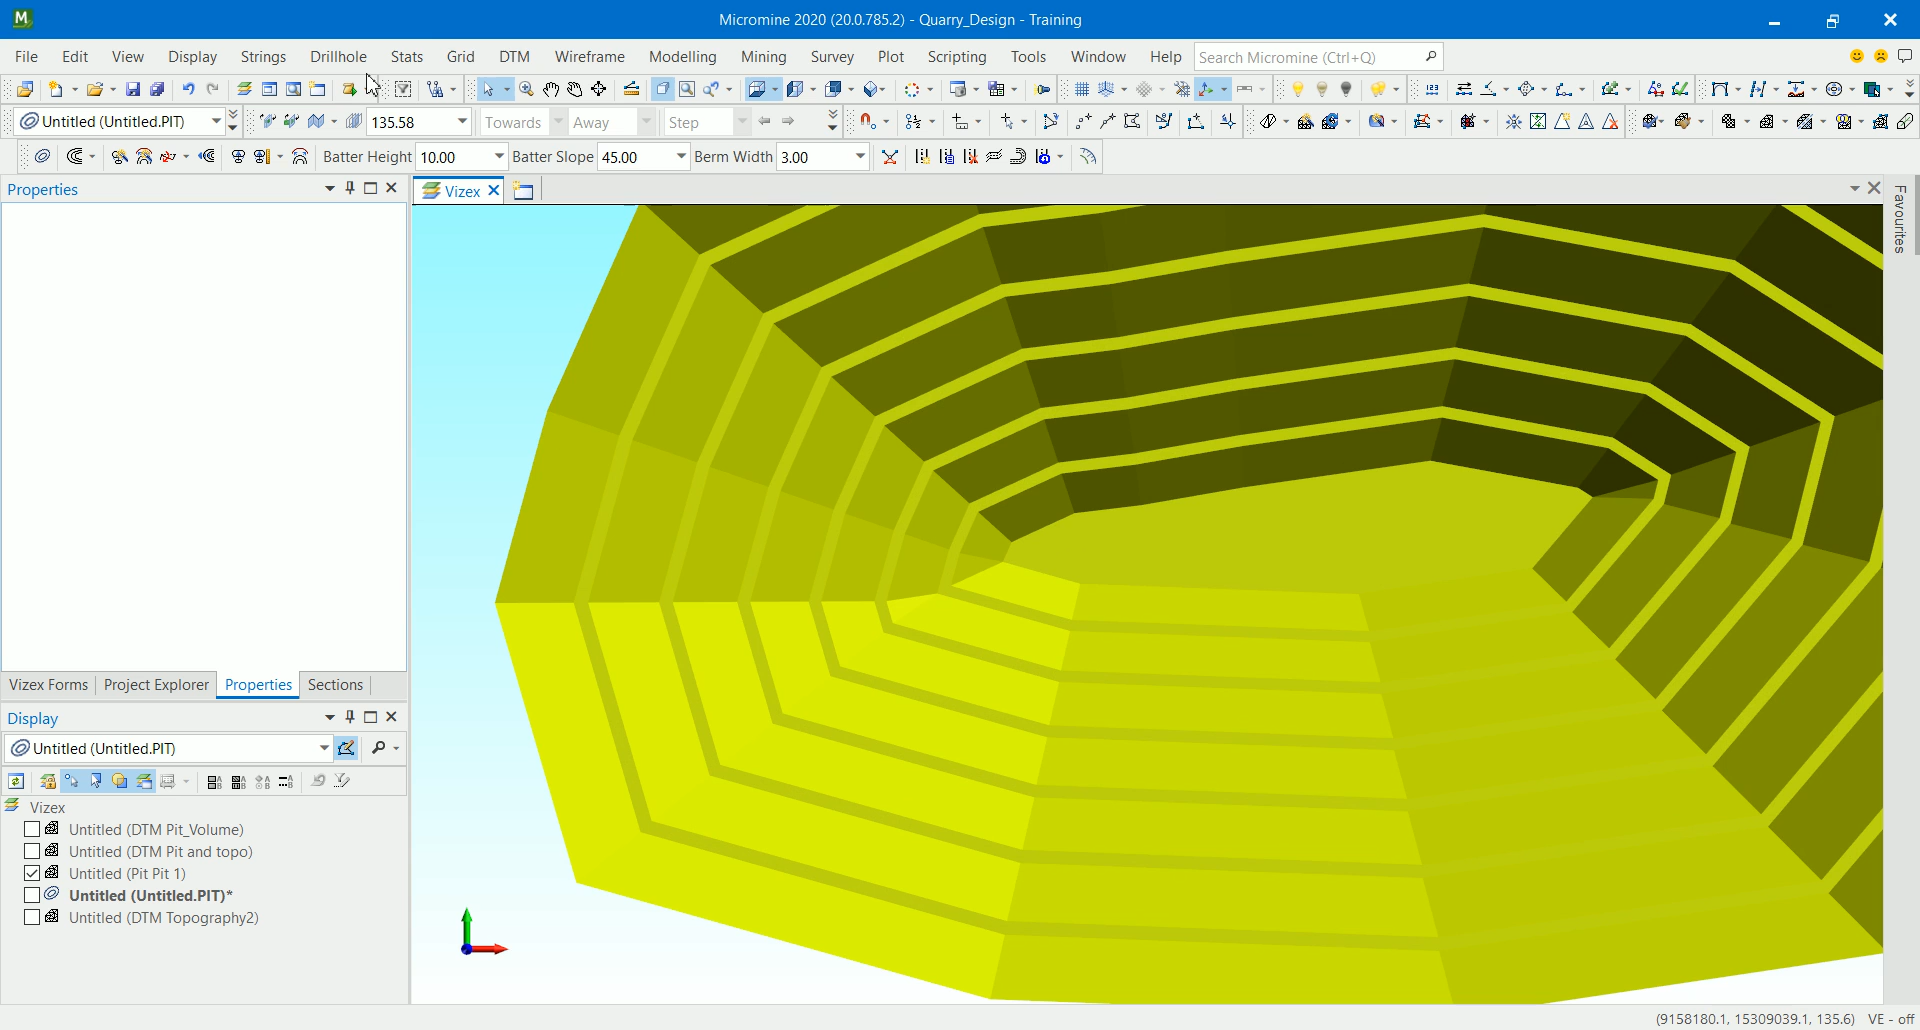 Micromine 2020 (20.0.785.2) - Quarry_Design - Training
File Edit View Display Strings Drillhole Stats Grid DTM Wireframe Modelling Mining Survey Plot Scripting Tools Window Help Search Micromine (Ctrl+Q)
Untitled (Untitled.PIT) 135.58 Towards Away Step
Batter Height 10.00 Batter Slope 45.00 Berm Width 3.00
Properties
Vizex
Favourites
Vizex Forms Project Explorer Properties Sections
Display
Untitled (Untitled.PIT)
Vizex
Untitled (DTM Pit_Volume)
Untitled (DTM Pit and topo)
Untitled (Pit Pit 1)
Untitled (Untitled.PIT)*
Untitled (DTM Topography2)
(9158180.1, 15309039.1, 135.6) VE - off